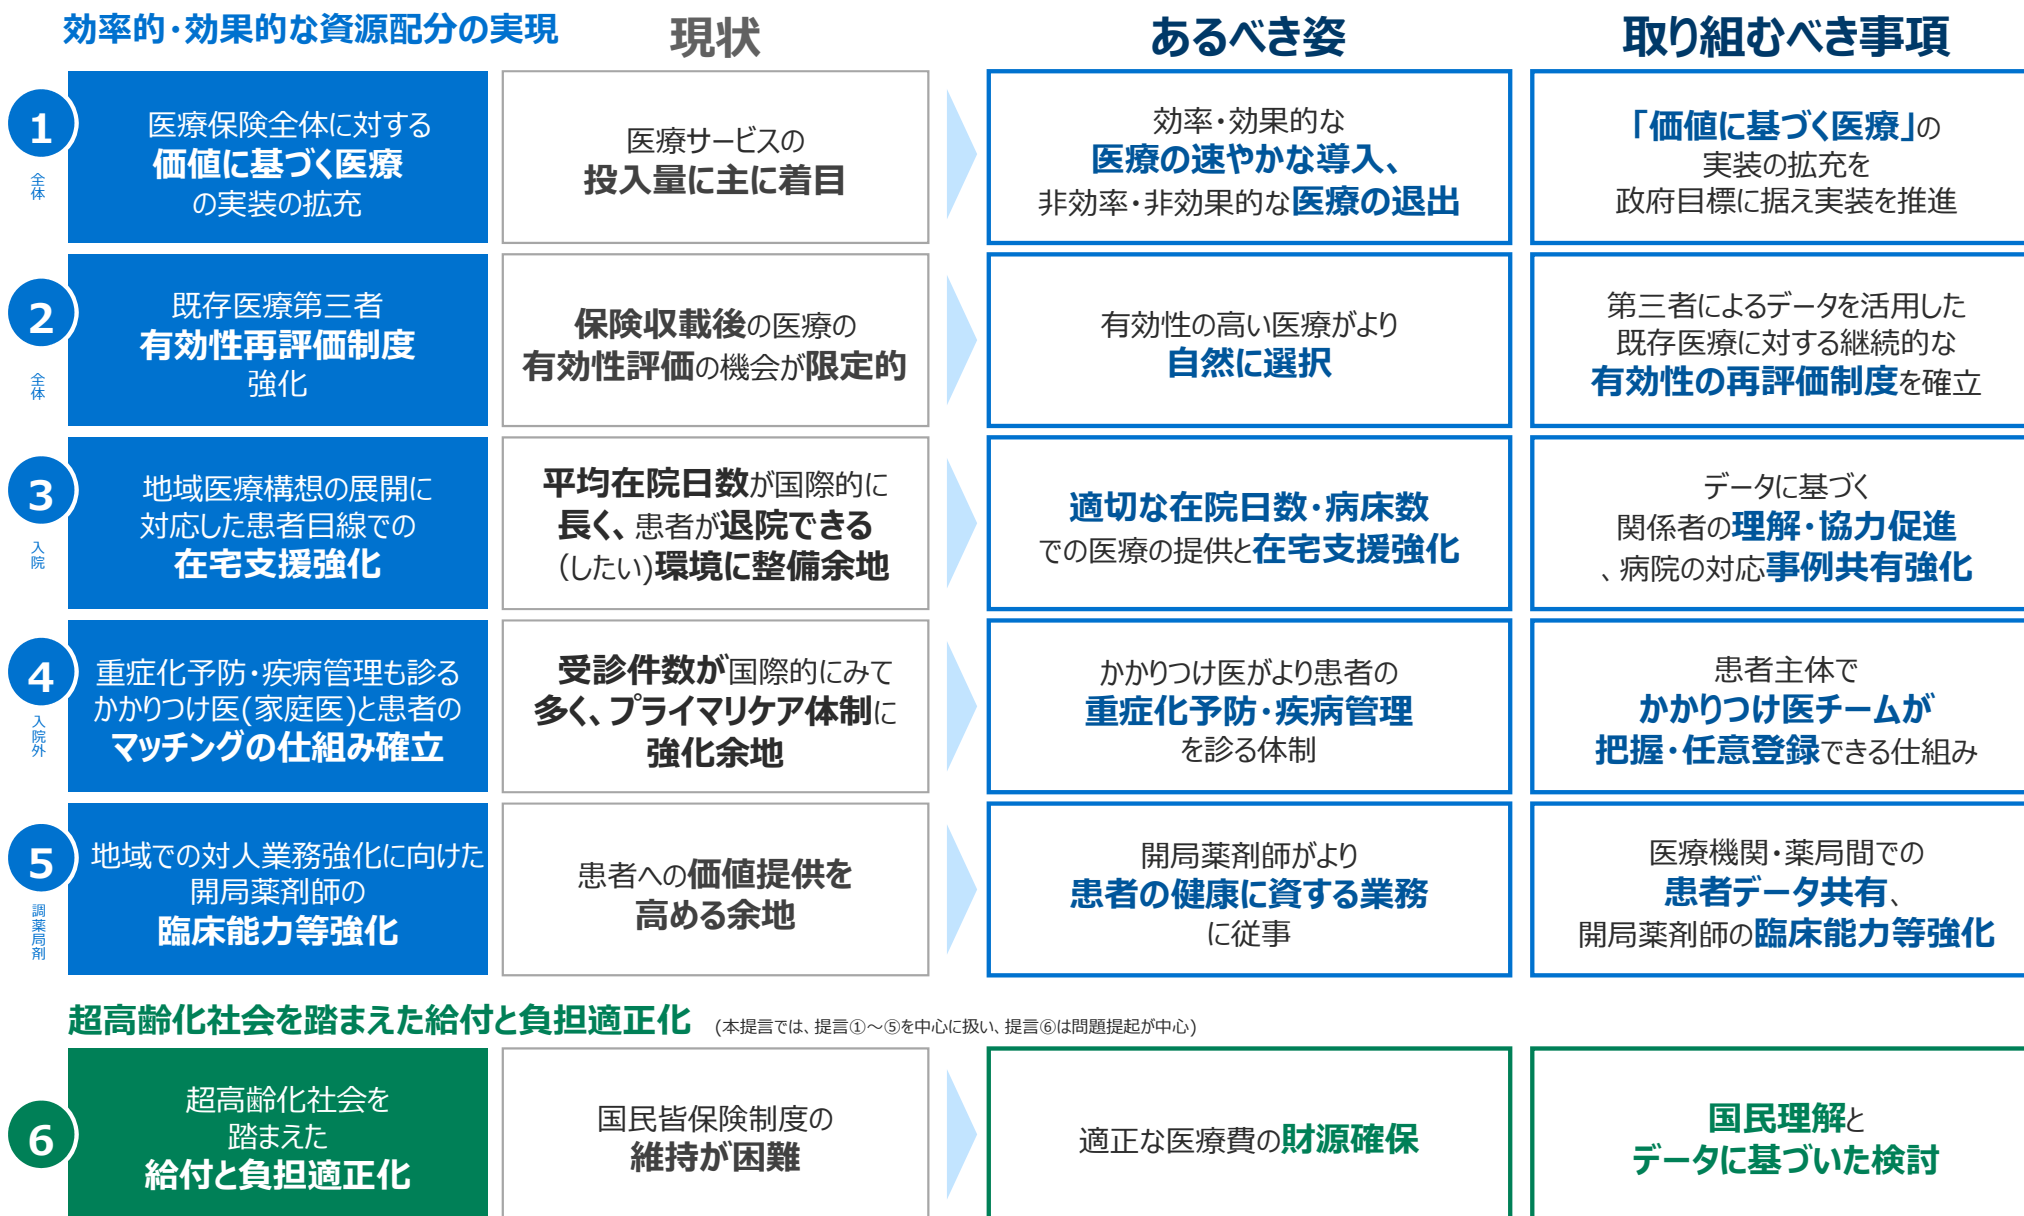 効率的・効果的な資源配分の実現
現状
あるべき姿
取り組むべき事項
1
全体
医療保険全体に対する
価値に基づく医療
の実装の拡充
医療サービスの
投入量に主に着目
効率・効果的な
医療の速やかな導入、
非効率・非効果的な医療の退出
「価値に基づく医療」の
実装の拡充を
政府目標に据え実装を推進
2
全体
既存医療第三者
有効性再評価制度
強化
保険収載後の医療の
有効性評価の機会が限定的
有効性の高い医療がより
自然に選択
第三者によるデータを活用した
既存医療に対する継続的な
有効性の再評価制度を確立
3
入院
地域医療構想の展開に
対応した患者目線での
在宅支援強化
平均在院日数が国際的に
長く、患者が退院できる
(したい)環境に整備余地
適切な在院日数・病床数
での医療の提供と在宅支援強化
データに基づく
関係者の理解・協力促進
、病院の対応事例共有強化
4
入院外
重症化予防・疾病管理も診る
かかりつけ医(家庭医)と患者の
マッチングの仕組み確立
受診件数が国際的にみて
多く、プライマリケア体制に
強化余地
かかりつけ医がより患者の
重症化予防・疾病管理
を診る体制
患者主体で
かかりつけ医チームが
把握・任意登録できる仕組み
5
調薬局剤
地域での対人業務強化に向けた
開局薬剤師の
臨床能力等強化
患者への価値提供を
高める余地
開局薬剤師がより
患者の健康に資する業務
に従事
医療機関・薬局間での
患者データ共有、
開局薬剤師の臨床能力等強化
超高齢化社会を踏まえた給付と負担適正化
(本提言では、提言①～⑤を中心に扱い、提言⑥は問題提起が中心)
6
超高齢化社会を
踏まえた
給付と負担適正化
国民皆保険制度の
維持が困難
適正な医療費の財源確保
国民理解と
データに基づいた検討